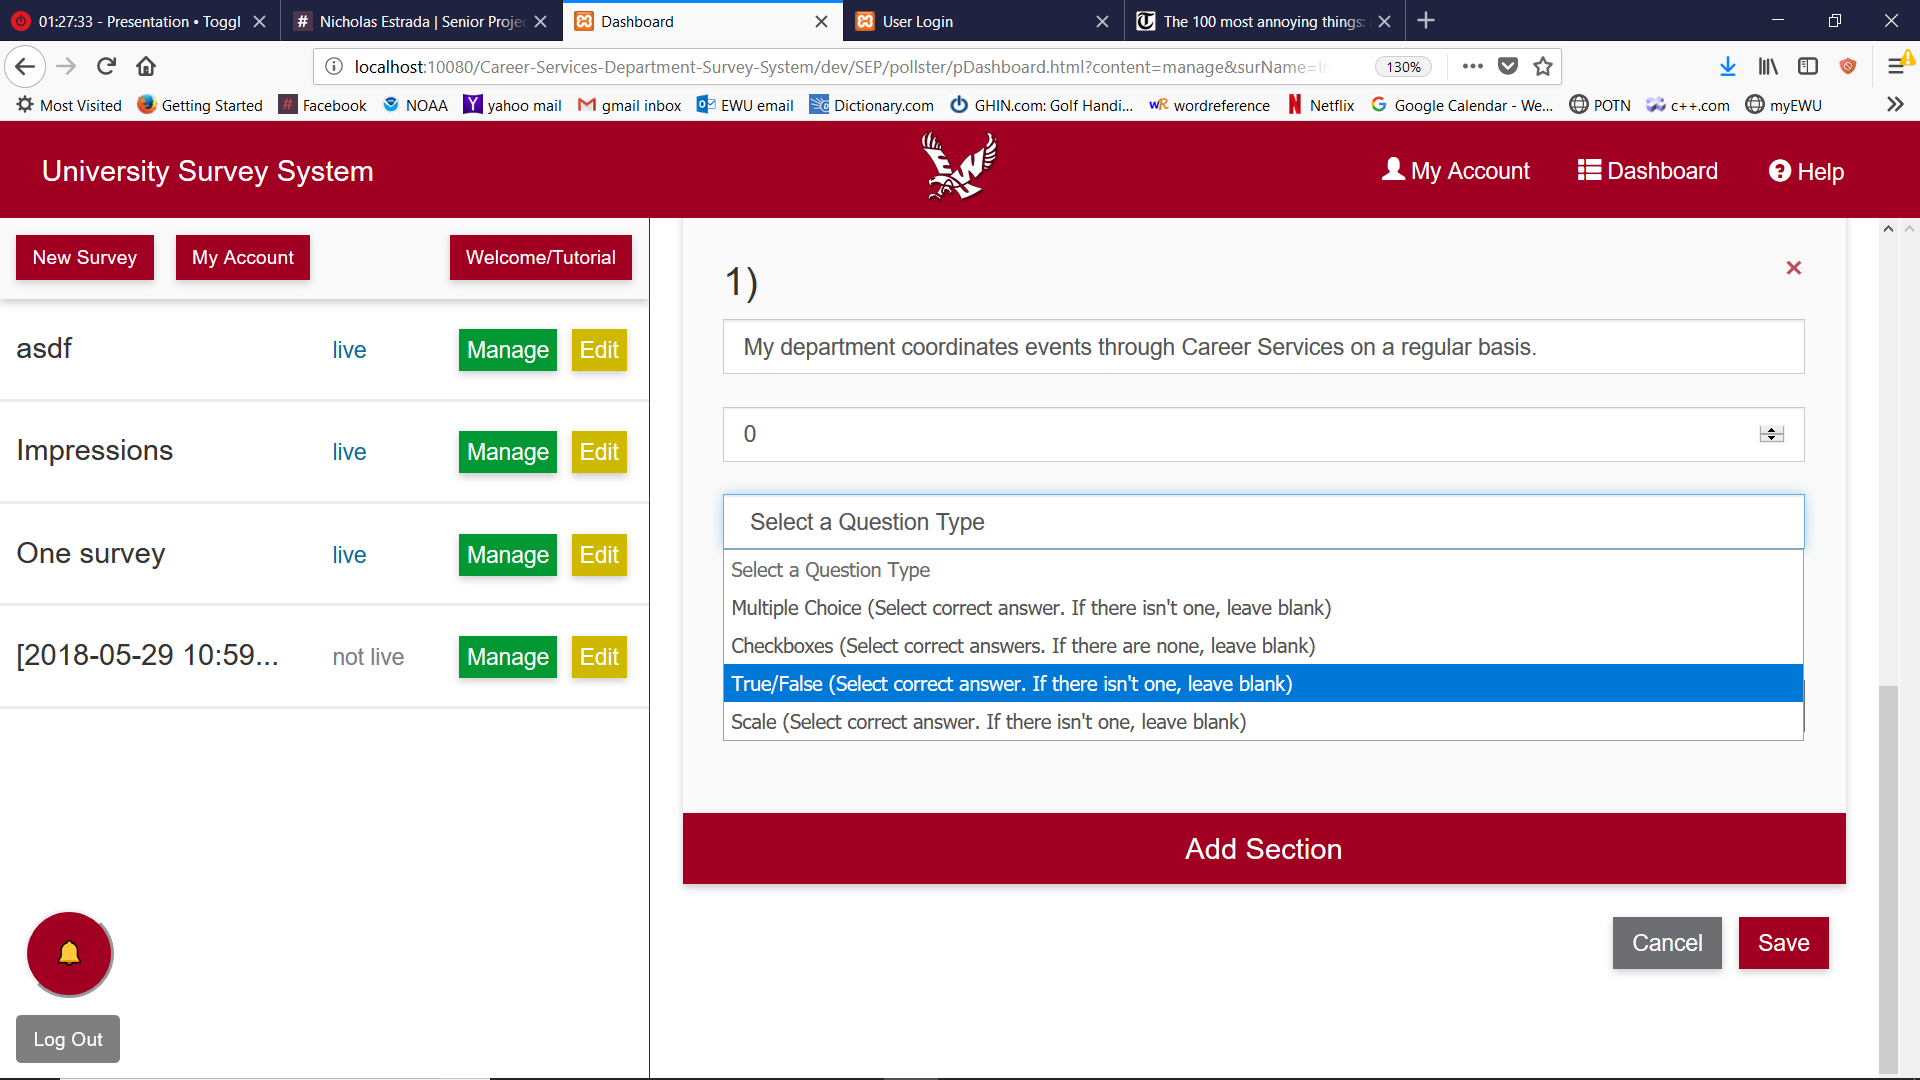 01:27:33 - Presentation • Toggl
Nicholas Estrada | Senior Proje
Dashboard
User Login
The 100 most annoying things:
localhost:10080/Career-Services-Department-Survey-System/dev/SEP/pollster/pDashboard.html?content=manage&surName=I
130%
Most Visited
Getting Started
Facebook
NOAA
yahoo mail
gmail inbox
EWU email
Dictionary.com
GHIN.com: Golf Handi...
wordreference
Netflix
Google Calendar - We...
POTN
c++.com
myEWU
University Survey System
My Account
Dashboard
Help
New Survey
My Account
Welcome/Tutorial
asdf live Manage Edit
Impressions live Manage Edit
One survey live Manage Edit
[2018-05-29 10:59... not live Manage Edit
Log Out
1)
My department coordinates events through Career Services on a regular basis.
0
Select a Question Type
Select a Question Type
Multiple Choice (Select correct answer. If there isn't one, leave blank)
Checkboxes (Select correct answers. If there are none, leave blank)
True/False (Select correct answer. If there isn't one, leave blank)
Scale (Select correct answer. If there isn't one, leave blank)
Add Section
Cancel
Save